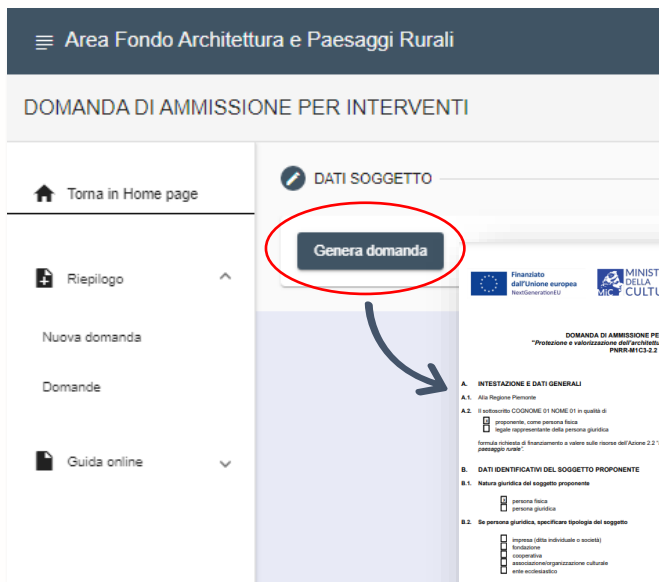 Area Fondo Architettura e Paesaggi Rurali
DOMANDA DI AMMISSIONE PER INTERVENTI
Torna in Home page
Riepilogo
Nuova domanda
Domande
Guida online
DATI SOGGETTO
Genera domanda
Finanziato
dall'Unione europea
NextGenerationEU
MiC
MINIST
DELLA
CULTU
DOMANDA DI AMMISSIONE PE
"Protezione e valorizzazione dell'architettu
PNRR-M1C3-2.2
A. INTESTAZIONE E DATI GENERALI
A.1. Alla Regione Piemonte
A.2. Il sottoscritto COGNOME 01 NOME 01 in qualità di
proponente, come persona fisica
legale rappresentante della persona giuridica
formula richiesta di finanziamento a valere sulle risorse dell'Azione 2.2 "
paesaggio rurale".
B. DATI IDENTIFICATIVI DEL SOGGETTO PROPONENTE
B.1. Natura giuridica del soggetto proponente
persona fisica
persona giuridica
B.2. Se persona giuridica, specificare tipologia del soggetto
impresa (ditta individuale o società)
fondazione
cooperativa
associazione/organizzazione culturale
ente ecclesiastico